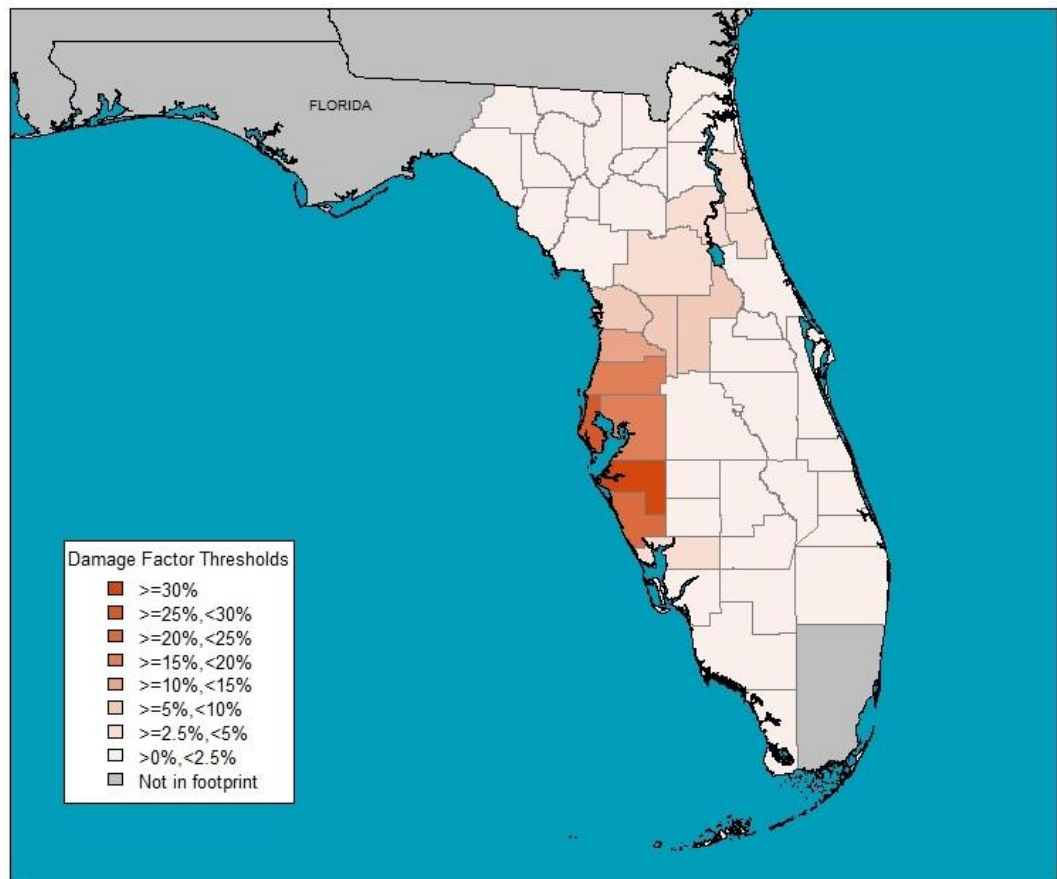 FLORIDA
Damage Factor Thresholds
>=30%
>=25%,<30%
>=20%,<25%
>=15%,<20%
>=10%,<15%
>=5%,<10%
>=2.5%,<5%
>0%,<2.5%
Not in footprint